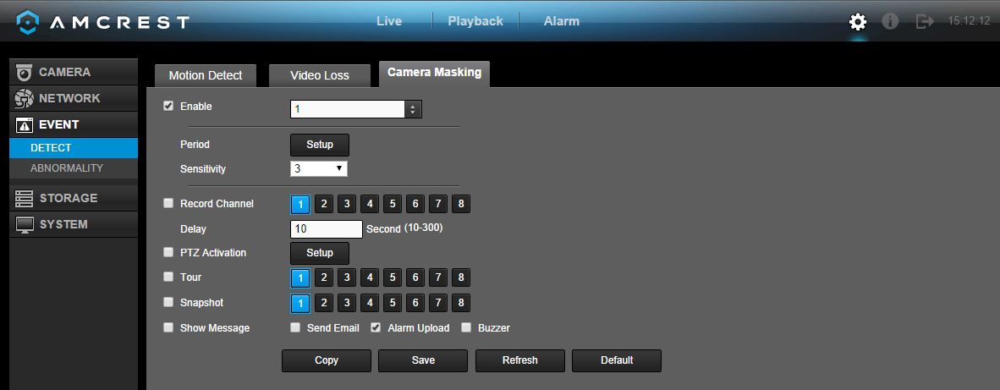 AMCREST Live Playback Alarm 15:12:12
CAMERA
NETWORK
EVENT
DETECT
ABNORMALITY
STORAGE
SYSTEM
Motion Detect Video Loss Camera Masking
Enable 1
Period Setup
Sensitivity 3
Record Channel 1 2 3 4 5 6 7 8
Delay 10 Second (10-300)
PTZ Activation Setup
Tour 1 2 3 4 5 6 7 8
Snapshot 1 2 3 4 5 6 7 8
Show Message Send Email Alarm Upload Buzzer
Copy Save Refresh Default